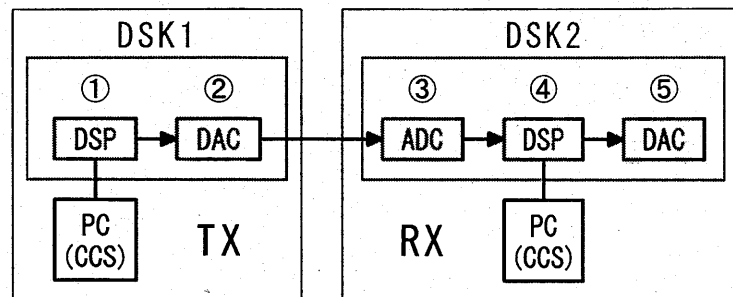 DSK1 DSK2
① ② ③ ④ ⑤
DSP DAC ADC DSP DAC
PC
(CCS)
TX RX
PC
(CCS)